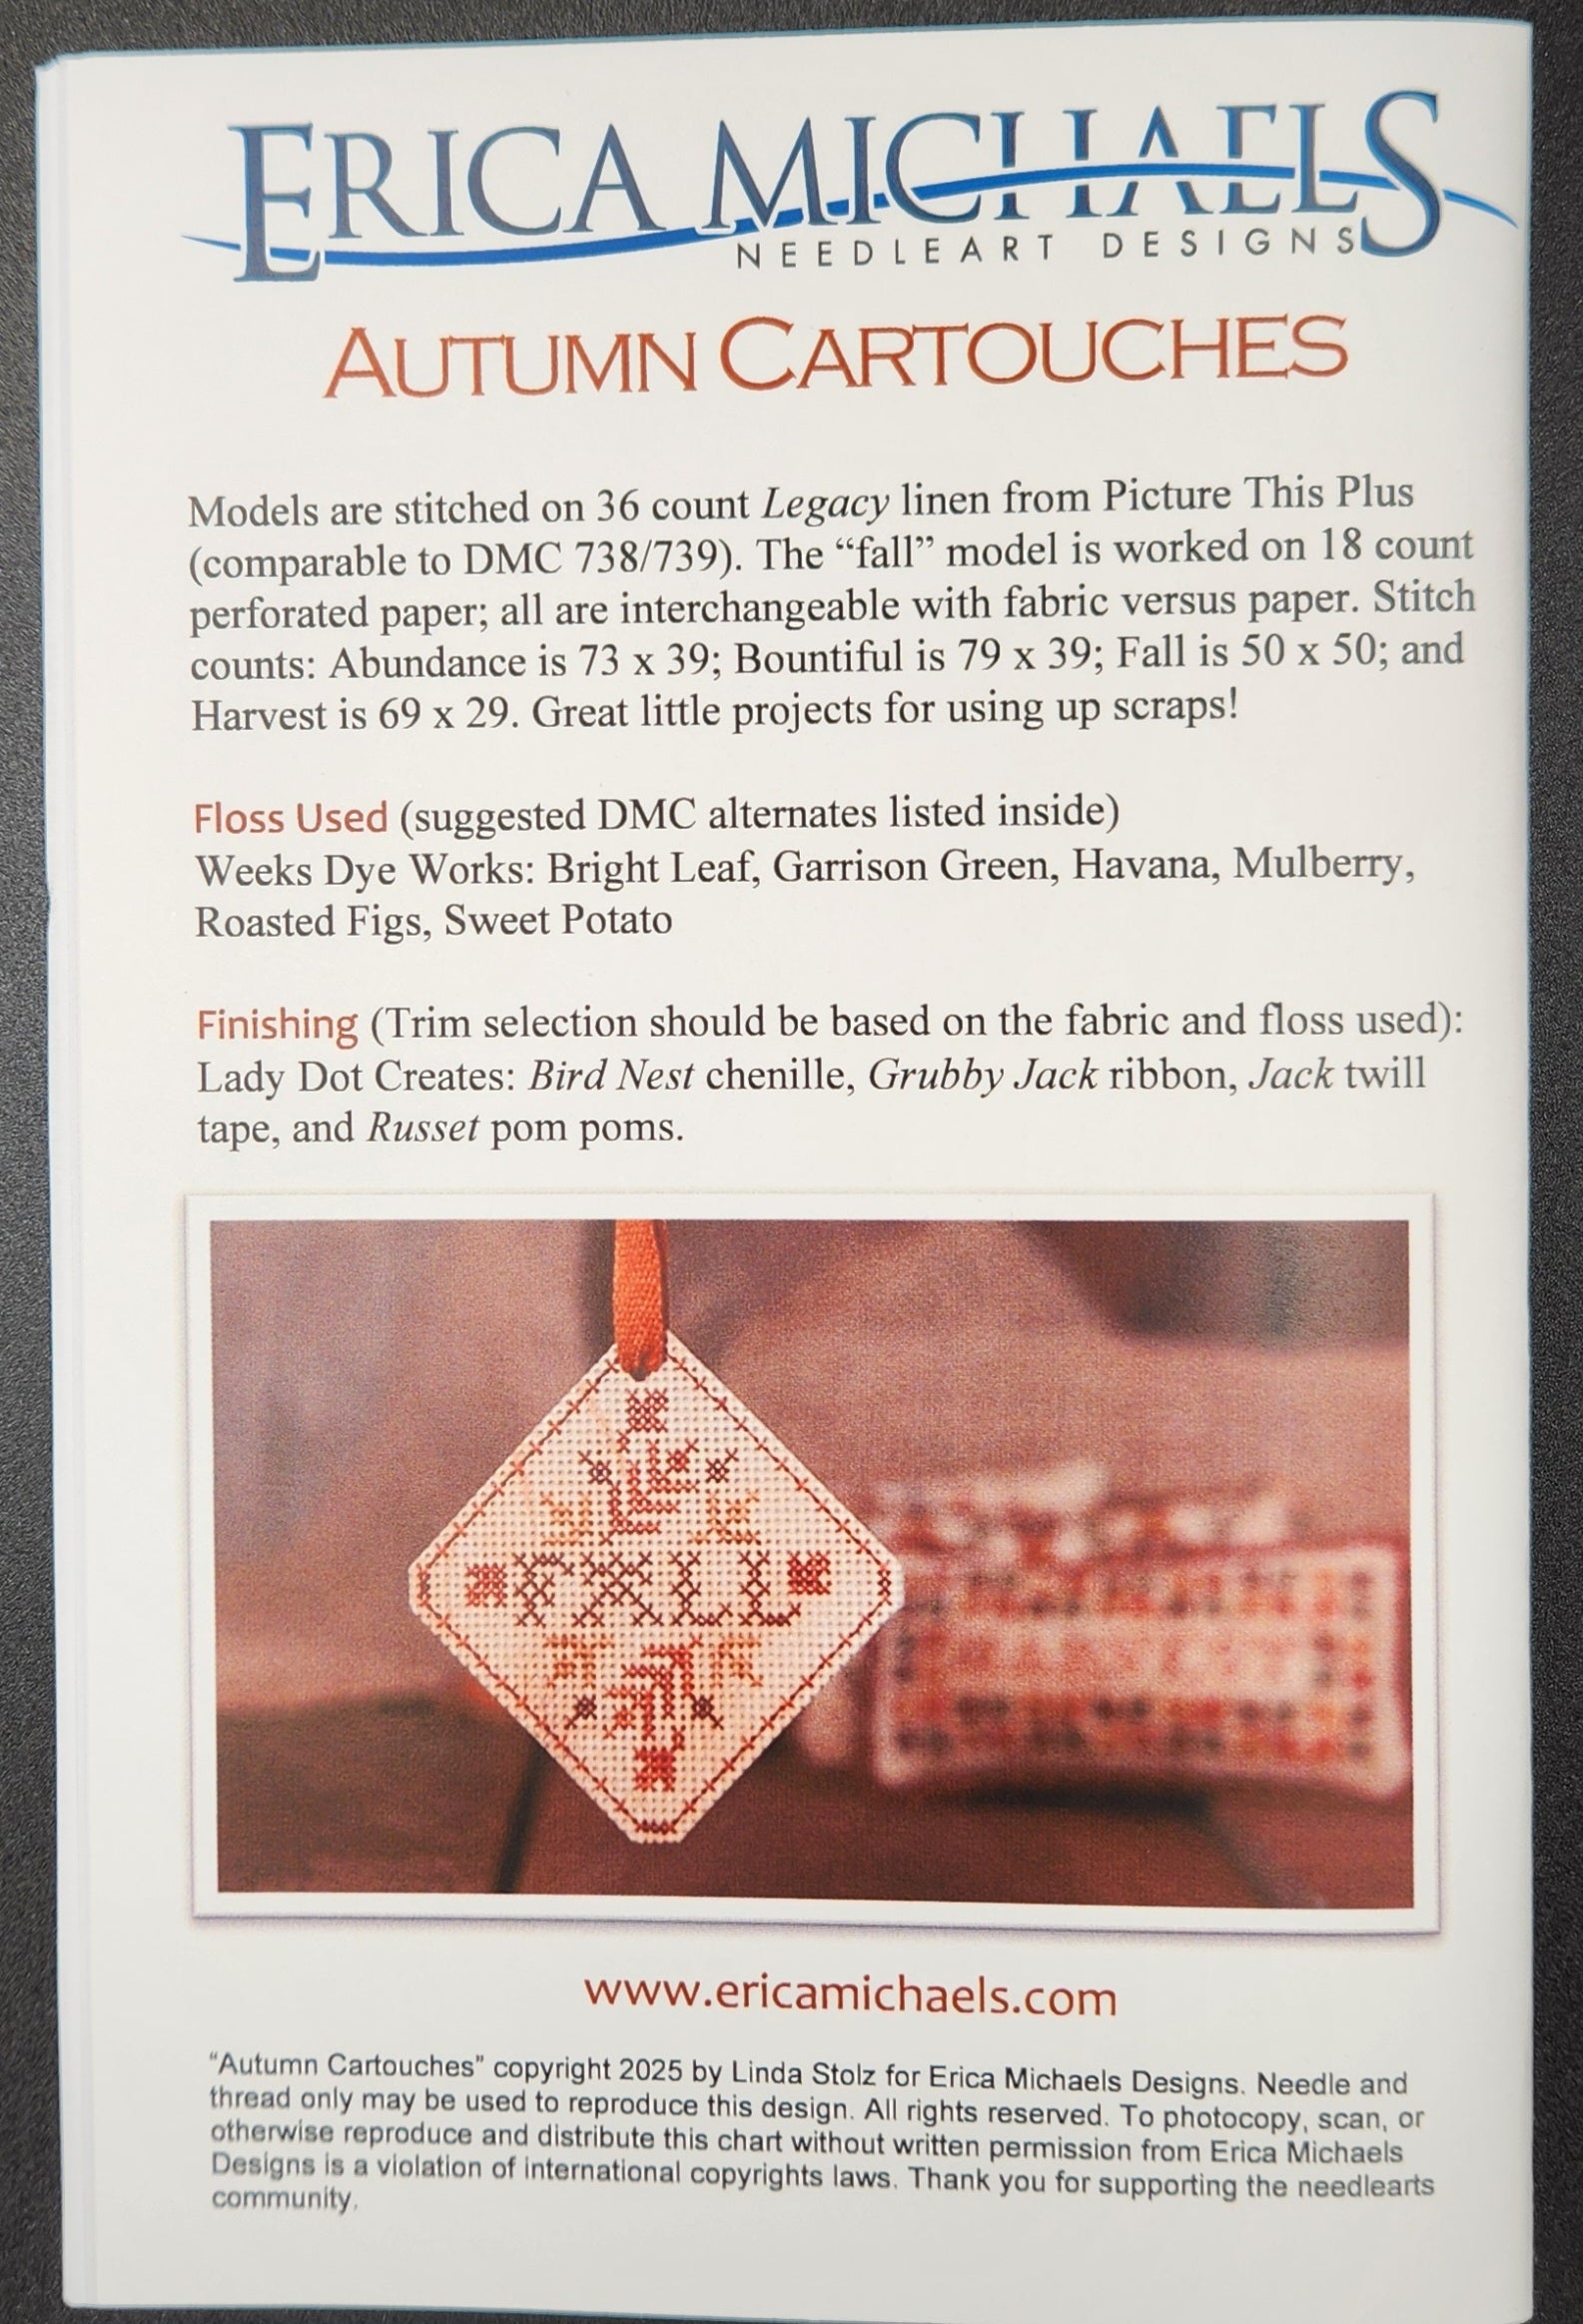 ERICA MICHAELS
NEEDLEART DESIGNS
AUTUMN CARTOUCHES
Models are stitched on 36 count Legacy linen from Picture This Plus
(comparable to DMC 738/739). The “fall” model is worked on 18 count
perforated paper; all are interchangeable with fabric versus paper. Stitch
counts: Abundance is 73 x 39; Bountiful is 79 x 39; Fall is 50 x 50; and
Harvest is 69 x 29. Great little projects for using up scraps!
Floss Used (suggested DMC alternates listed inside)
Weeks Dye Works: Bright Leaf, Garrison Green, Havana, Mulberry,
Roasted Figs, Sweet Potato
Finishing (Trim selection should be based on the fabric and floss used):
Lady Dot Creates: Bird Nest chenille, Grubby Jack ribbon, Jack twill
tape, and Russet pom poms.
FALL
www.ericamichaels.com
“Autumn Cartouches” copyright 2025 by Linda Stolz for Erica Michaels Designs. Needle and
thread only may be used to reproduce this design. All rights reserved. To photocopy, scan, or
otherwise reproduce and distribute this chart without written permission from Erica Michaels
Designs is a violation of international copyrights laws. Thank you for supporting the needlearts
community.